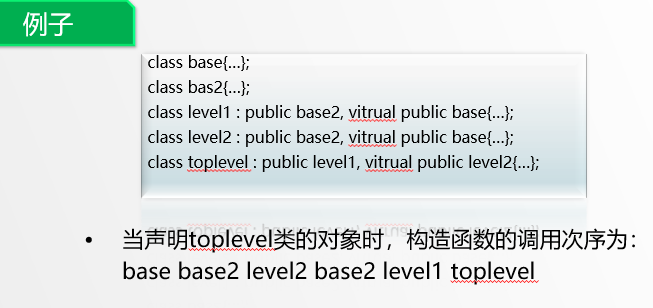 例子
class base{...};
class bas2{...};
class level1 : public base2, vitrual public base{...};
class level2 : public base2, vitrual public base{...};
class toplevel : public level1, vitrual public level2{...};
• 当声明toplevel类的对象时，构造函数的调用次序为：
base base2 level2 base2 level1 toplevel